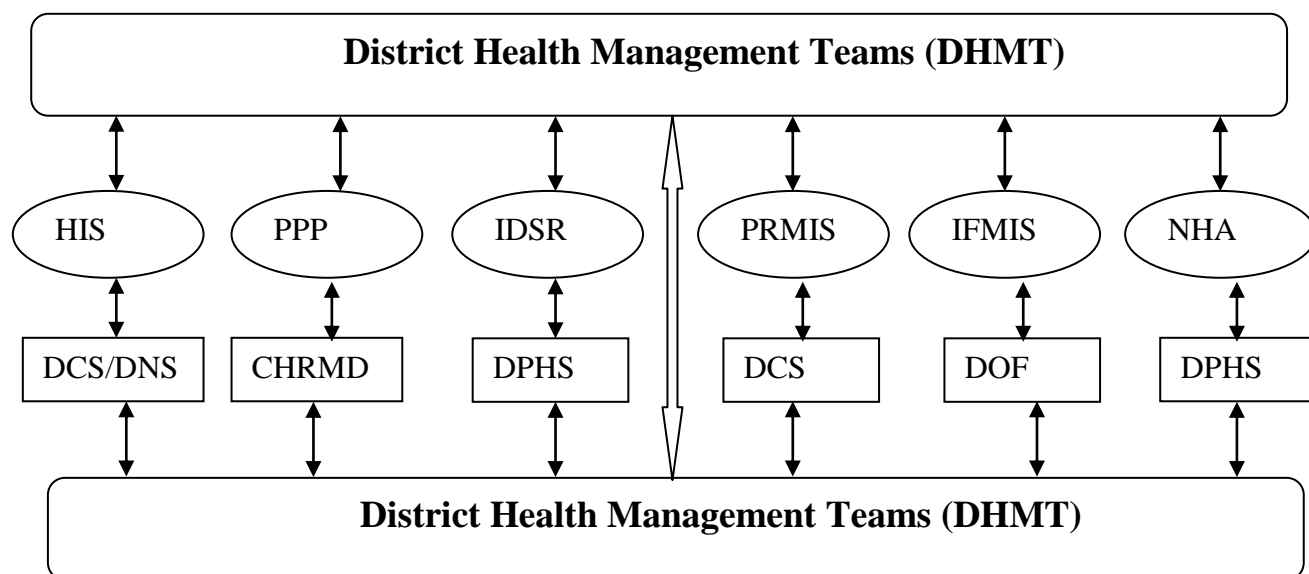 District Health Management Teams (DHMT)
HIS PPP IDSR PRMIS IFMIS NHA
DCS/DNS CHRMD DPHS DCS DOF DPHS
District Health Management Teams (DHMT)